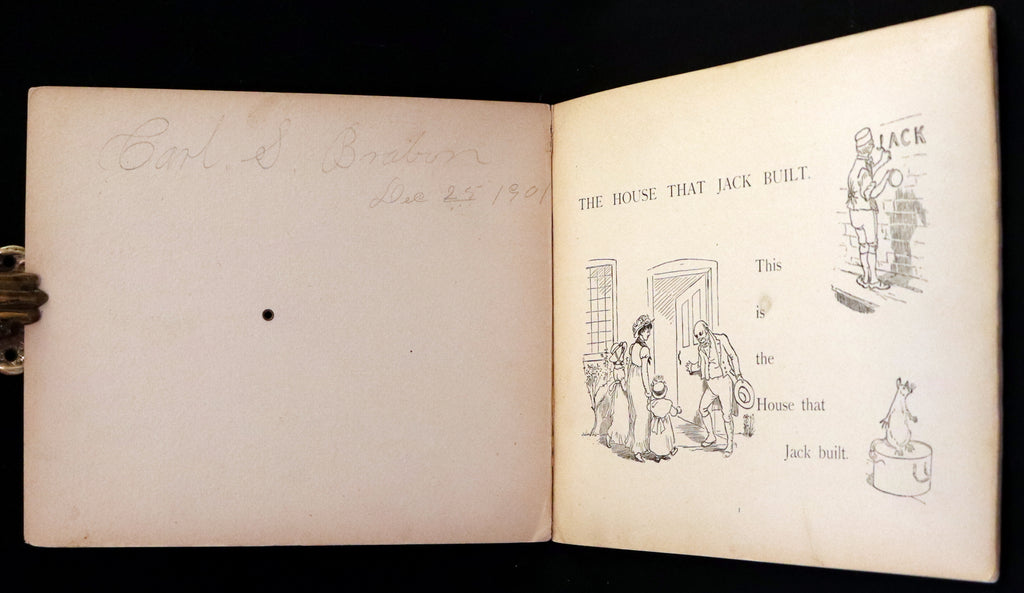 Carl S Brabon
Dec 25 1901
THE HOUSE THAT JACK BUILT.
JACK
This
is
the
House that
Jack built.